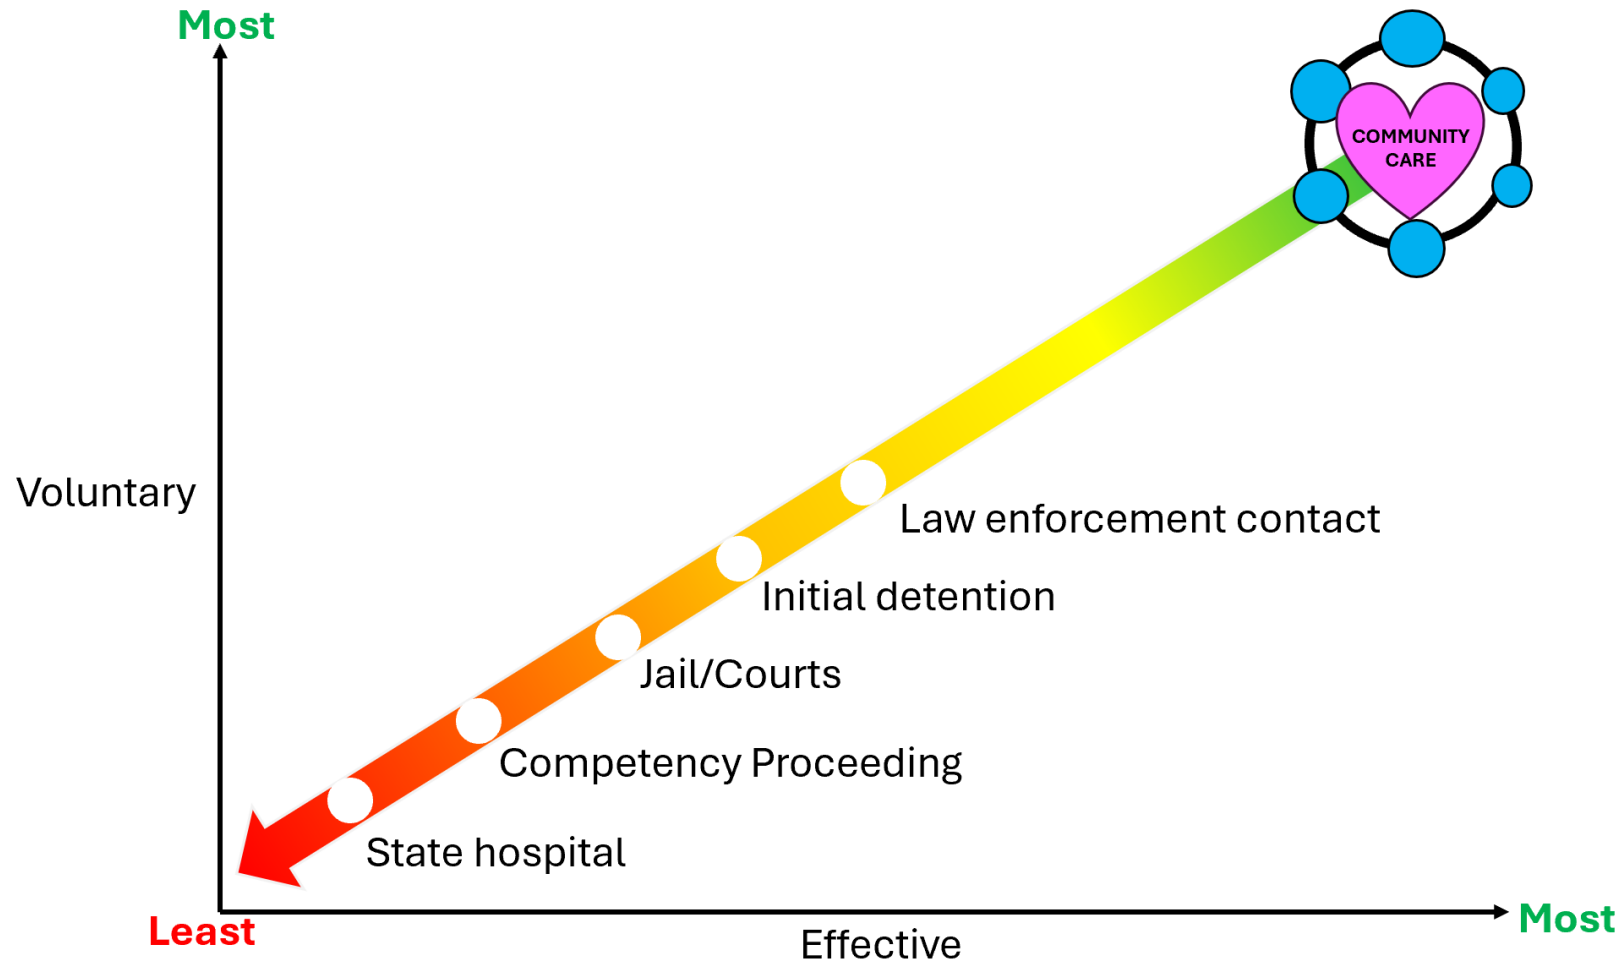 Most
COMMUNITY
CARE
Voluntary
Law enforcement contact
Initial detention
Jail/Courts
Competency Proceeding
State hospital
Least
Effective
Most